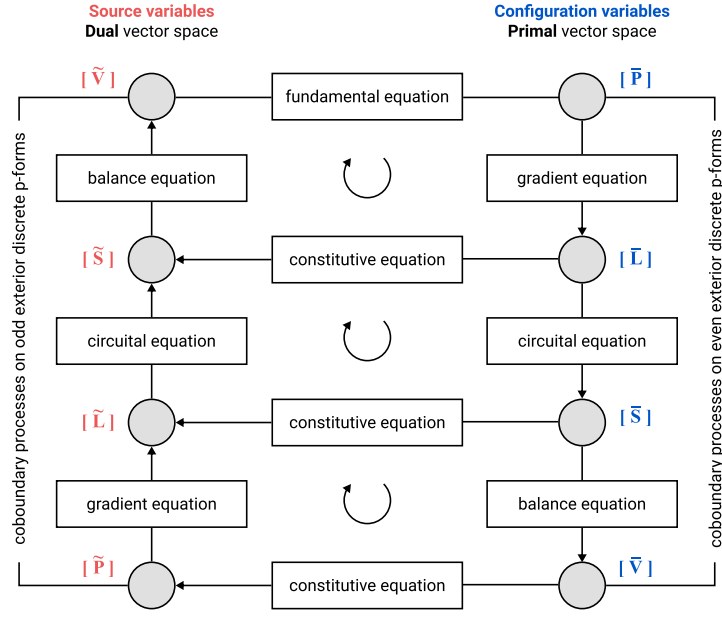 Source variables
Dual vector space
Configuration variables
Primal vector space
[ Ṽ ]
fundamental equation
[ P̅ ]
balance equation
gradient equation
[ S̃ ]
constitutive equation
[ L̅ ]
circuital equation
circuital equation
[ L̃ ]
constitutive equation
[ S̅ ]
gradient equation
balance equation
[ P̃ ]
constitutive equation
[ V̅ ]
coboundary processes on odd exterior discrete p-forms
coboundary processes on even exterior discrete p-forms